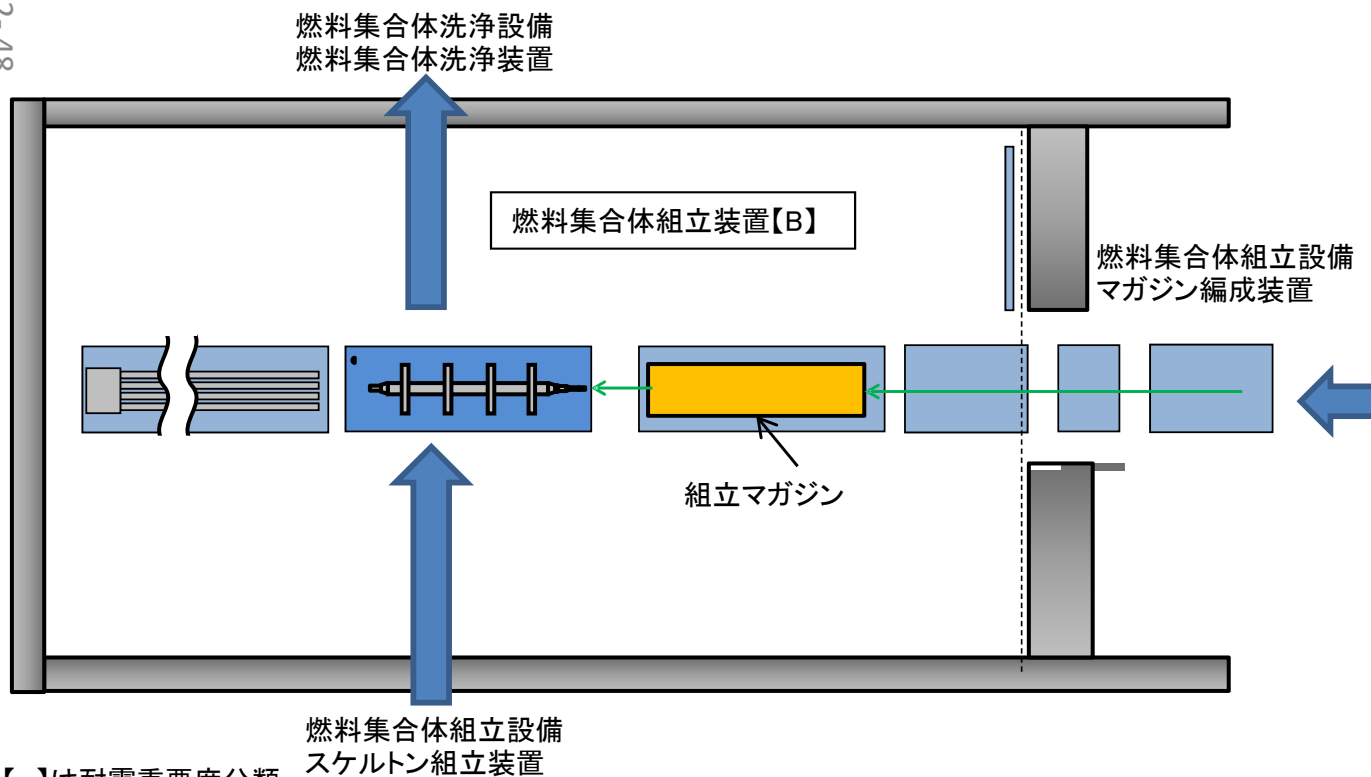 2-48
燃料集合体洗浄設備
燃料集合体洗浄装置
燃料集合体組立装置【B】
燃料集合体組立設備
マガジン編成装置
組立マガジン
燃料集合体組立設備
スケルトン組立装置
【 】は耐震重要度分類